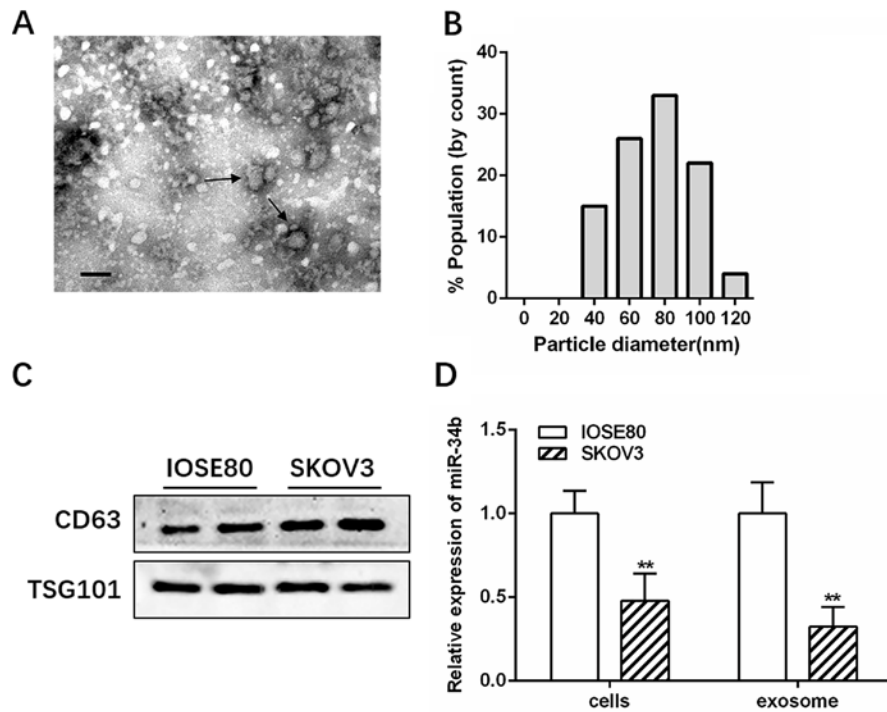 A
B
% Population (by count)
40
30
20
10
0
0 20 40 60 80 100 120
Particle diameter(nm)
C
IOSE80 SKOV3
CD63
TSG101
D
Relative expression of miR-34b
IOSE80
SKOV3
1.5
1.0
0.5
0.0
**
**
cells exosome